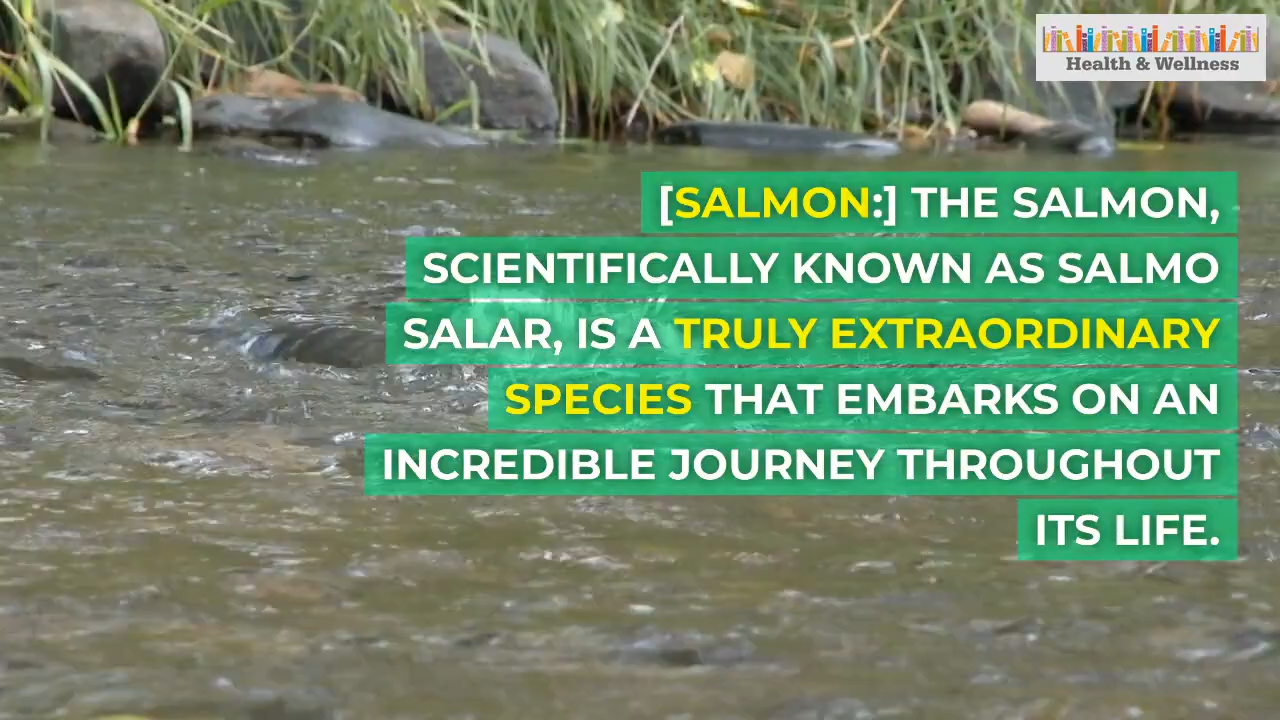 Health & Wellness
[SALMON:] THE SALMON,
SCIENTIFICALLY KNOWN AS SALMO
SALAR, IS A TRULY EXTRAORDINARY
SPECIES THAT EMBARKS ON AN
INCREDIBLE JOURNEY THROUGHOUT
ITS LIFE.